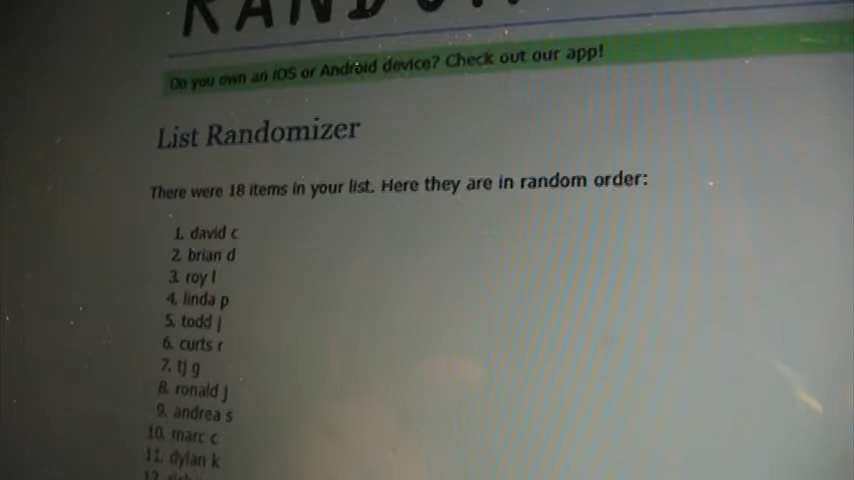 Do you own an iOS or Android device? Check out our app!
List Randomizer
There were 18 items in your list. Here they are in random order:
1. david c
2. brian d
3. roy l
4. linda p
5. todd j
6. curts r
7. tj g
8. ronald j
9. andrea s
10. marc c
11. dylan k
12.